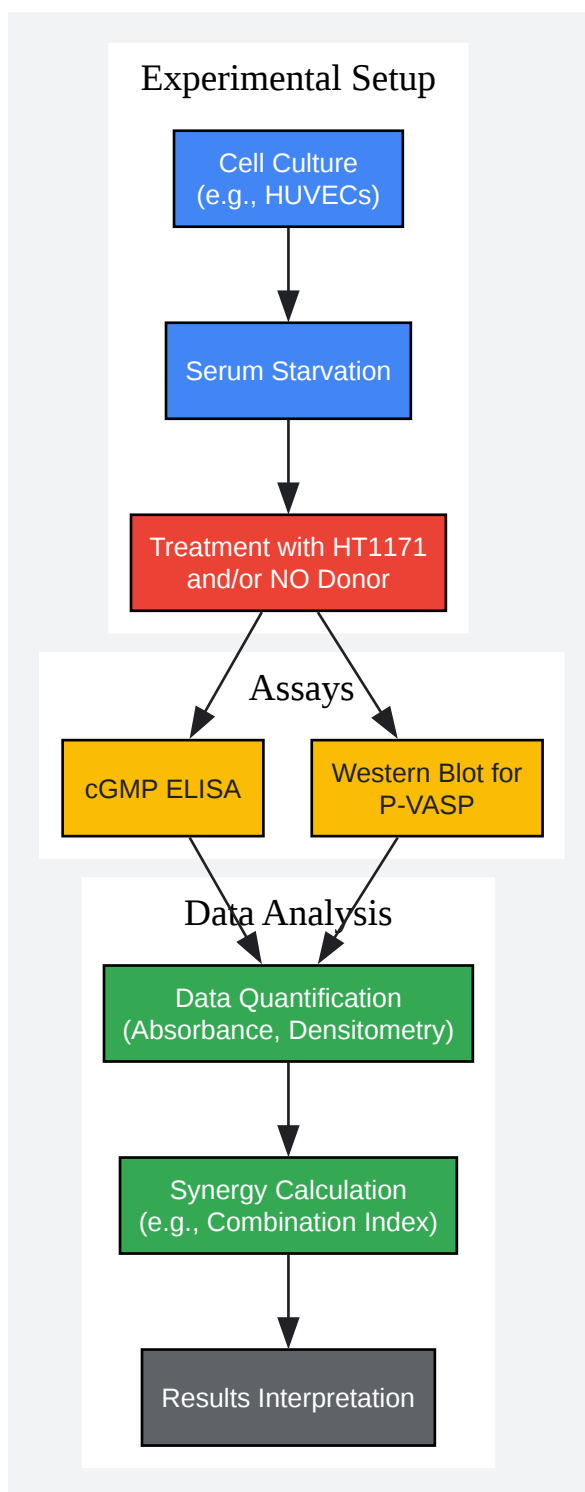 Experimental Setup
Cell Culture
(e.g., HUVECs)
Serum Starvation
Treatment with HT1171
and/or NO Donor
Assays
cGMP ELISA
Western Blot for
P-VASP
Data Analysis
Data Quantification
(Absorbance, Densitometry)
Synergy Calculation
(e.g., Combination Index)
Results Interpretation